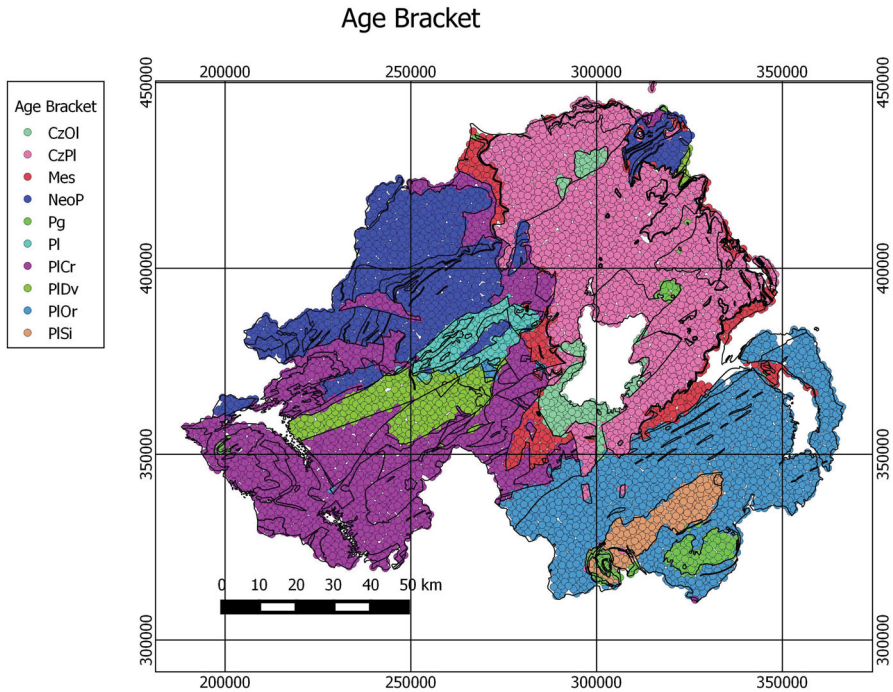 Age Bracket
200000 250000 300000 350000
450000 450000
Age Bracket
CzOl
CzPl
Mes
NeoP
Pg
Pl
PlCr
PlDv
PlOr
PlSi
400000 400000
350000 350000
0 10 20 30 40 50 km
300000 300000
200000 250000 300000 350000